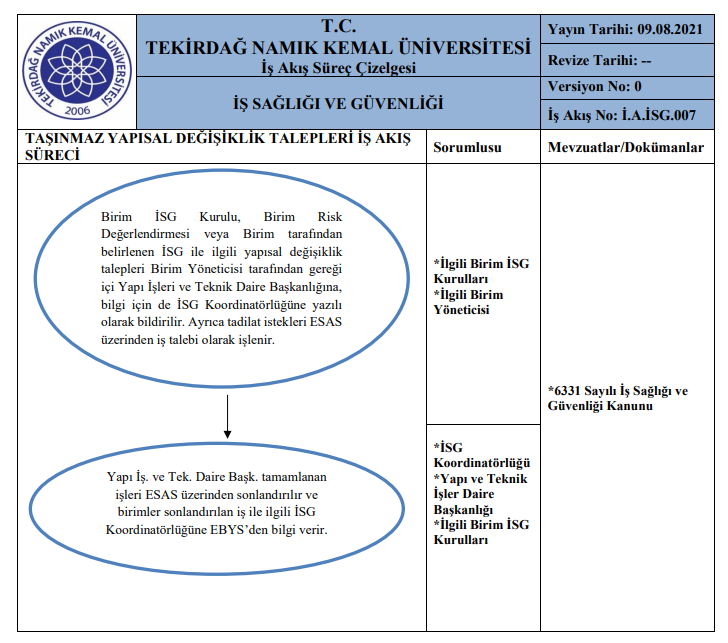 TEKİRDAĞ NAMIK KEMAL ÜNİVERSİTESİ
2006
T.C.
TEKİRDAĞ NAMIK KEMAL ÜNİVERSİTESİ
İş Akış Süreç Çizelgesi
İŞ SAĞLIĞI VE GÜVENLİĞİ
Yayın Tarihi: 09.08.2021
Revize Tarihi: --
Versiyon No: 0
İş Akış No: İ.A.İSG.007
TAŞINMAZ YAPISAL DEĞİŞİKLİK TALEPLERİ İŞ AKIŞ
SÜRECİ
Sorumlusu
Mevzuatlar/Dokümanlar
Birim İSG Kurulu, Birim Risk
Değerlendirmesi veya Birim tarafından
belirlenen İSG ile ilgili yapısal değişiklik
talepleri Birim Yöneticisi tarafından gereği
içi Yapı İşleri ve Teknik Daire Başkanlığına,
bilgi için de İSG Koordinatörlüğüne yazılı
olarak bildirilir. Ayrıca tadilat istekleri ESAS
üzerinden iş talebi olarak işlenir.
*İlgili Birim İSG
Kurulları
*İlgili Birim
Yöneticisi
*6331 Sayılı İş Sağlığı ve
Güvenliği Kanunu
Yapı İş. ve Tek. Daire Başk. tamamlanan
işleri ESAS üzerinden sonlandırılır ve
birimler sonlandırılan iş ile ilgili İSG
Koordinatörlüğüne EBYS’den bilgi verir.
*İSG
Koordinatörlüğü
*Yapı ve Teknik
İşler Daire
Başkanlığı
*İlgili Birim İSG
Kurulları